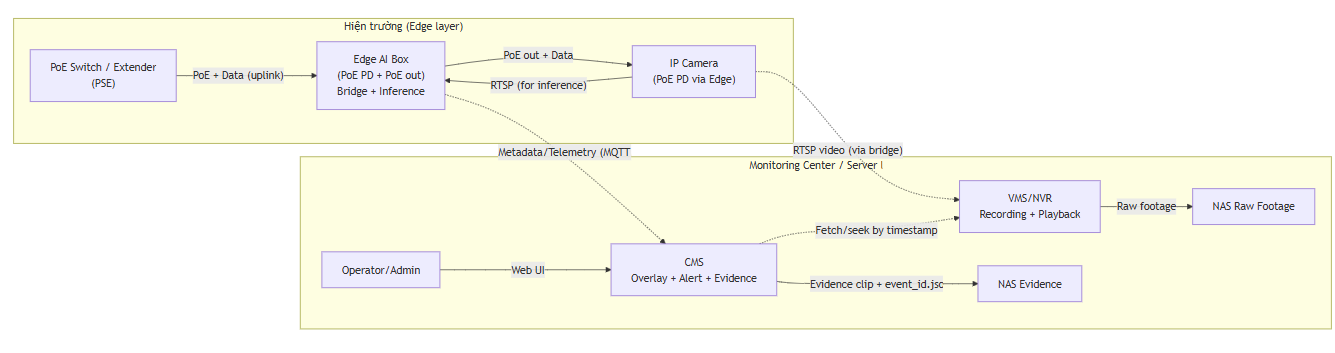 Hiện trường (Edge layer)
PoE Switch / Extender
(PSE)
PoE + Data (uplink)
Edge AI Box
(PoE PD + PoE out)
Bridge + Inference
PoE out + Data
RTSP (for inference)
IP Camera
(PoE PD via Edge)
Metadata/Telemetry (MQTT
RTSP video (via bridge)
Monitoring Center / Server l
VMS/NVR
Recording + Playback
Raw footage
NAS Raw Footage
Fetch/seek by timestamp
Operator/Admin
Web UI
CMS
Overlay + Alert + Evidence
Evidence clip + event_id.jso
NAS Evidence